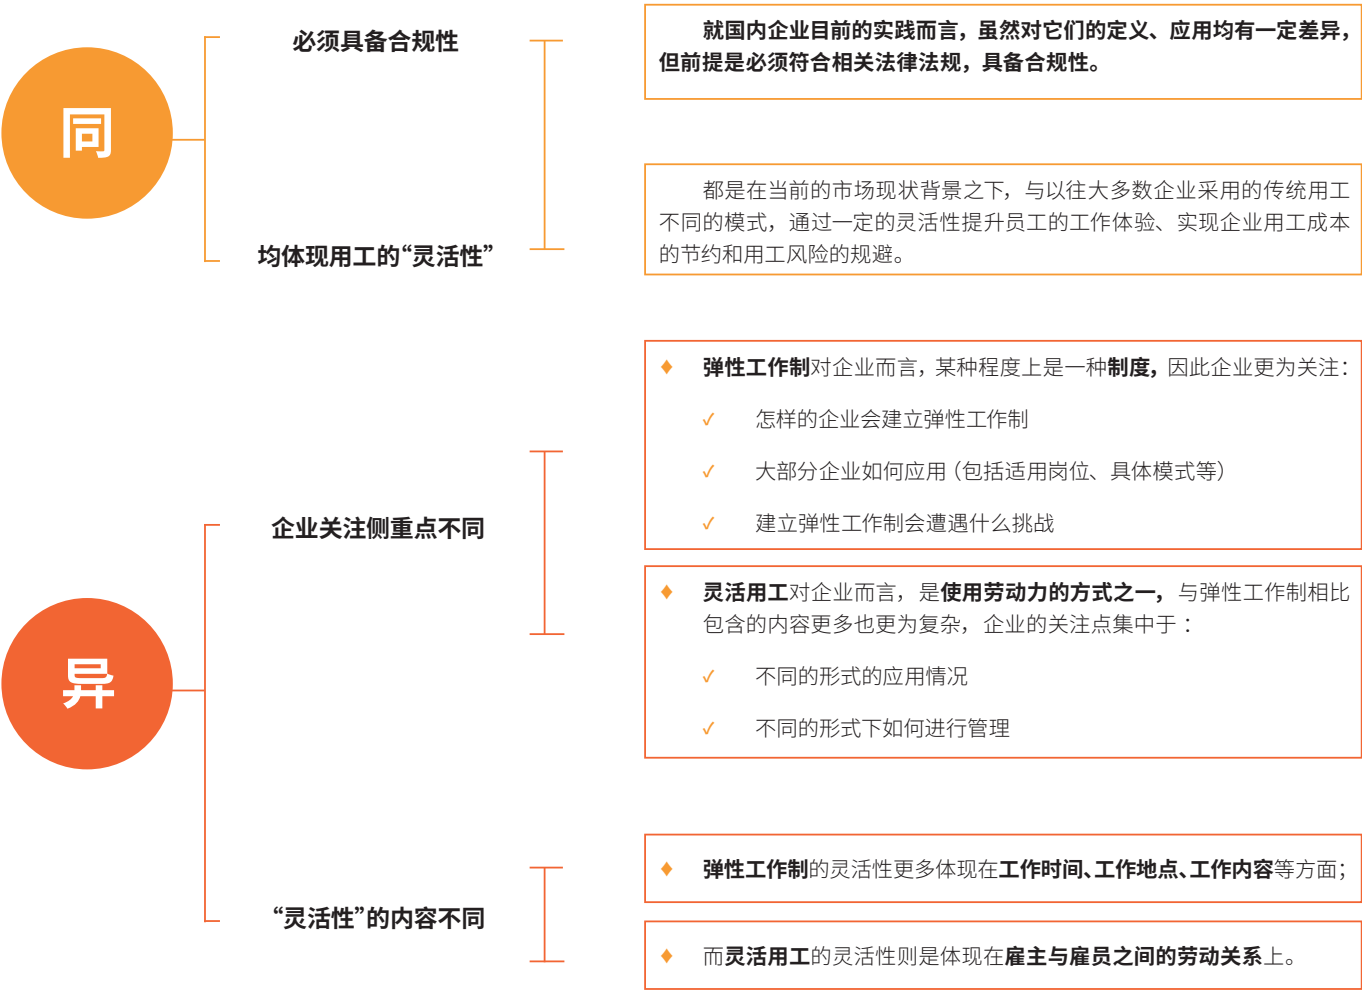 同
必须具备合规性
就国内企业目前的实践而言，虽然对它们的定义、应用均有一定差异，
但前提是必须符合相关法律法规，具备合规性。
均体现用工的“灵活性”
都是在当前的市场现状背景之下，与以往大多数企业采用的传统用工
不同的模式，通过一定的灵活性提升员工的工作体验、实现企业用工成本
的节约和用工风险的规避。
异
企业关注侧重点不同
弹性工作制对企业而言，某种程度上是一种制度，因此企业更为关注：
怎样的企业会建立弹性工作制
大部分企业如何应用（包括适用岗位、具体模式等）
建立弹性工作制会遭遇什么挑战
灵活用工对企业而言，是使用劳动力的方式之一，与弹性工作制相比
包含的内容更多也更为复杂，企业的关注点集中于：
不同的形式的应用情况
不同的形式下如何进行管理
“灵活性”的内容不同
弹性工作制的灵活性更多体现在工作时间、工作地点、工作内容等方面；
而灵活用工的灵活性则是体现在雇主与雇员之间的劳动关系上。